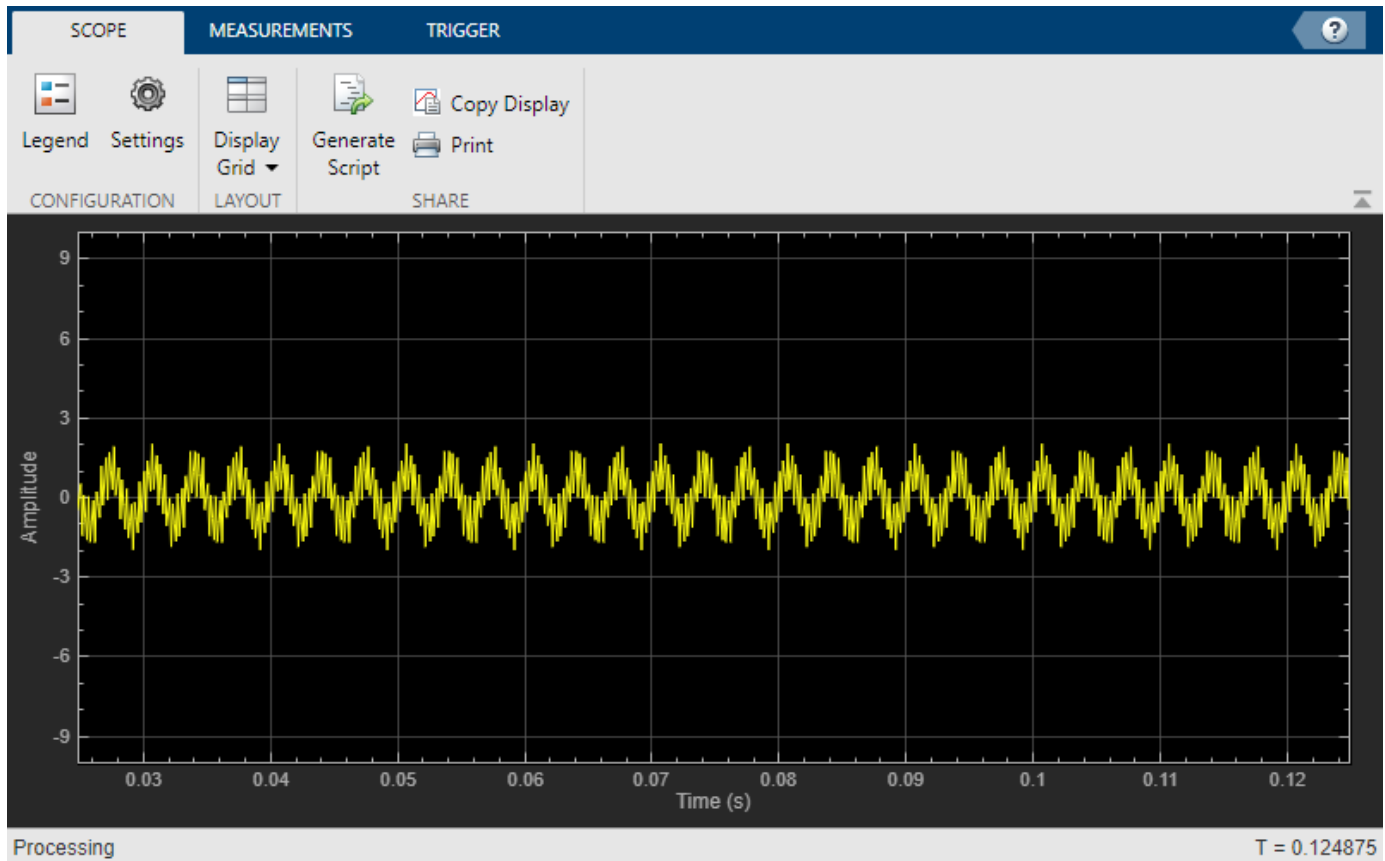 SCOPE MEASUREMENTS TRIGGER ?
Legend Settings Display Grid Generate Script Copy Display
Print
CONFIGURATION LAYOUT SHARE
9
6
3
0
-3
-6
-9
Amplitude
0.03 0.04 0.05 0.06 0.07 0.08 0.09 0.1 0.11 0.12
Time (s)
Processing T = 0.124875